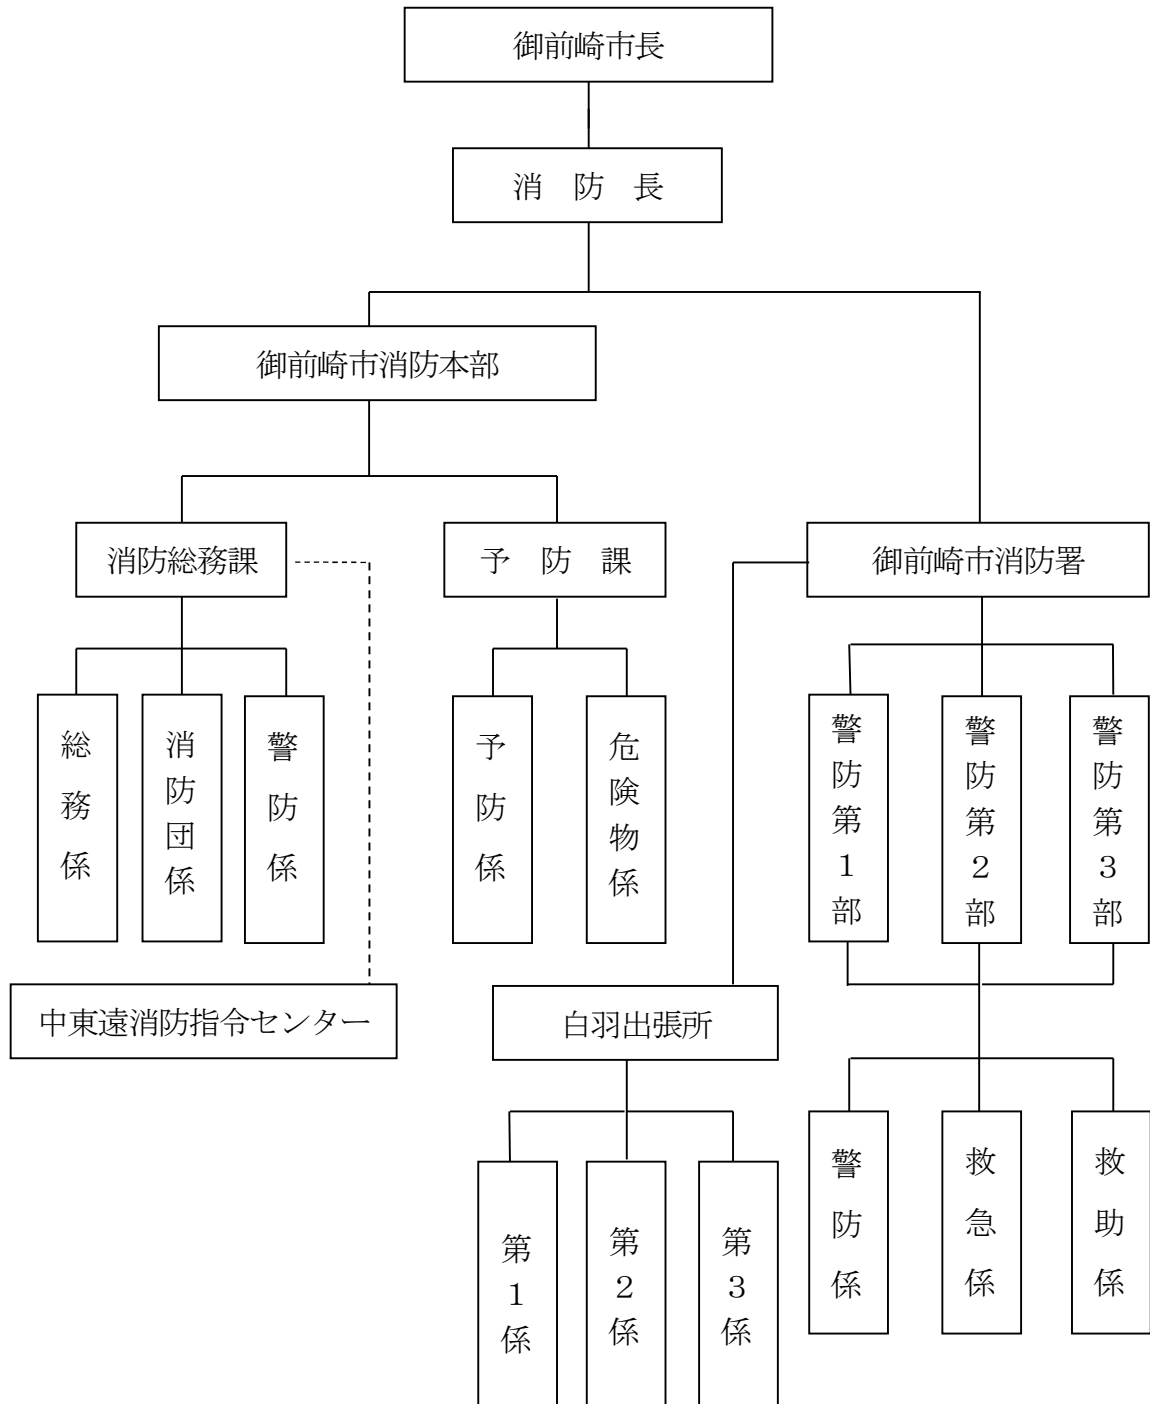 御前崎市長
消　防　長
御前崎市消防本部
消防総務課
予　防　課
御前崎市消防署
総務係
消防団係
警防係
予防係
危険物係
警防第１部
警防第２部
警防第３部
中東遠消防指令センター
白羽出張所
警防係
救急係
救助係
第１係
第２係
第３係